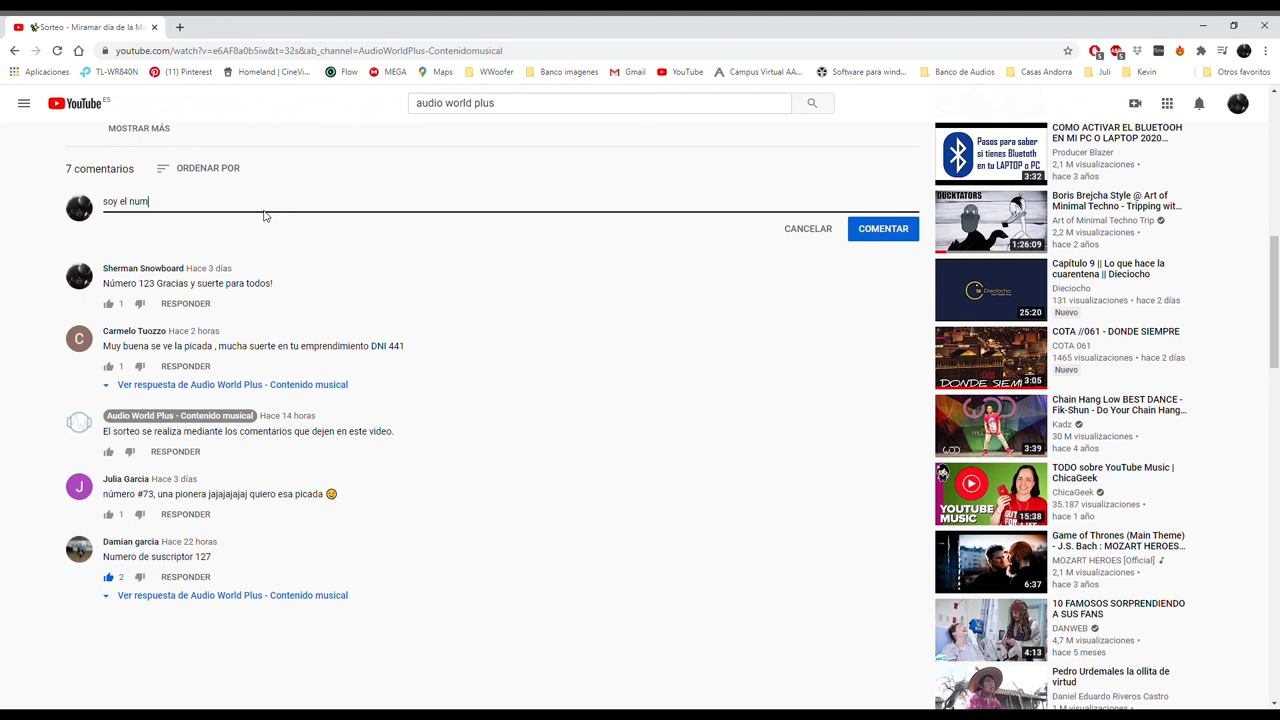 Sorteo - Miramar día de la Ma
youtube.com/watch?v=e6AF8a0b5iw&t=32s&ab_channel=AudioWorldPlus-Contenidomusical
Aplicaciones
TL-WR840N
(11) Pinterest
Homeland | CineVi...
Flow
MEGA
Maps
WWoofer
Banco imagenes
Gmail
YouTube
Campus Virtual AA...
Software para wind...
Banco de Audios
Casas Andorra
Juli
Kevin
Otros favoritos
YouTube ES
audio world plus
MOSTRAR MÁS
7 comentarios
ORDENAR POR
soy el num
CANCELAR
COMENTAR
Sherman Snowboard Hace 3 días
Número 123 Gracias y suerte para todos!
1 RESPONDER
C
Carmelo Tuozzo Hace 2 horas
Muy buena se ve la picada , mucha suerte en tu emprendimiento DNI 441
1 RESPONDER
Ver respuesta de Audio World Plus - Contenido musical
Audio World Plus - Contenido musical Hace 14 horas
El sorteo se realiza mediante los comentarios que dejen en este video.
RESPONDER
J
Julia Garcia Hace 3 días
número #73, una pionera jajajajajaj quiero esa picada
1 RESPONDER
Damian garcia Hace 22 horas
Numero de suscriptor 127
2 RESPONDER
Ver respuesta de Audio World Plus - Contenido musical
Pasos para saber
si tienes Bluetoth
en tu LAPTOP o PC
3:32
COMO ACTIVAR EL BLUETOOH
EN MI PC O LAPTOP 2020...
Producer Blazer
2,1 M visualizaciones •
hace 3 años
DUCKTATORS
1:26:09
Boris Brejcha Style @ Art of
Minimal Techno - Tripping wit...
Art of Minimal Techno Trip
2,2 M visualizaciones •
hace 2 años
Dieciocho
25:20
Capítulo 9 || Lo que hace la
cuarentena || Dieciocho
Dieciocho
131 visualizaciones • hace 2 días
Nuevo
DONDE SIEM
3:05
COTA //061 - DONDE SIEMPRE
COTA 061
1465 visualizaciones • hace 2 días
Nuevo
3:39
Chain Hang Low BEST DANCE -
Fik-Shun - Do Your Chain Hang...
Kadz
30 M visualizaciones •
hace 4 años
YOUTUBE
MUSIC
15:38
TODO sobre YouTube Music |
ChicaGeek
ChicaGeek
35.187 visualizaciones •
hace 1 año
6:37
Game of Thrones (Main Theme)
- J.S. Bach : MOZART HEROES...
MOZART HEROES [Official]
2,1 M visualizaciones •
hace 3 años
4:13
10 FAMOSOS SORPRENDIENDO
A SUS FANS
DANWEB
4,7 M visualizaciones •
hace 5 meses
Pedro Urdemales la ollita de
virtud
Daniel Eduardo Riveros Castro
1 M visualizaciones •